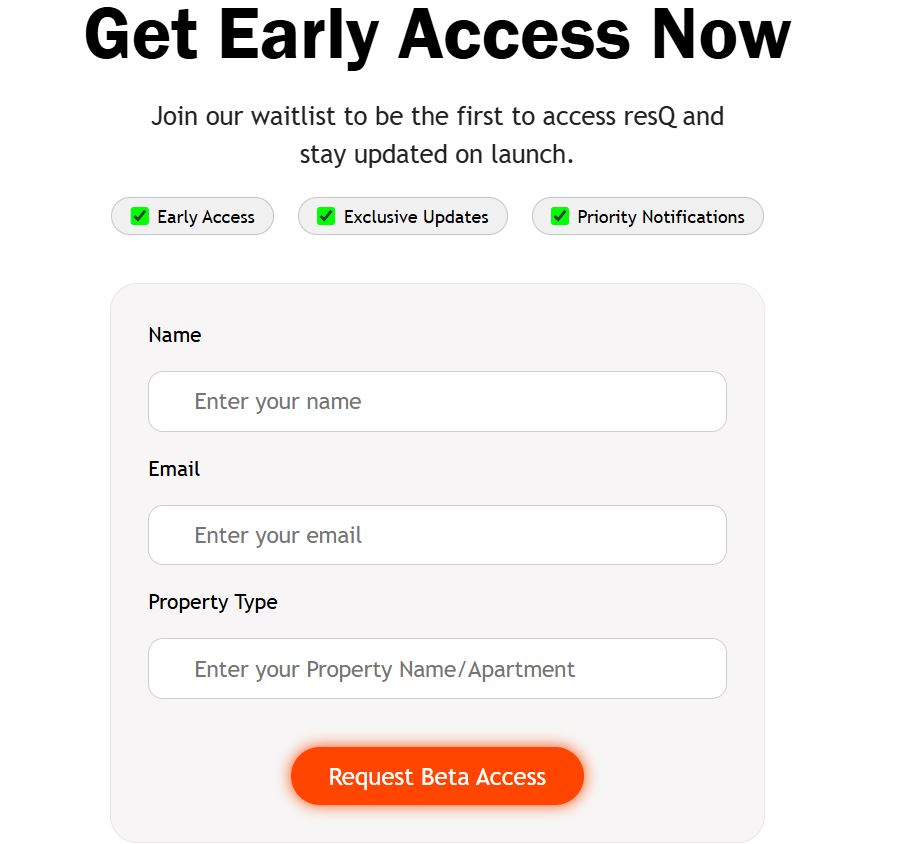 Get Early Access Now
Join our waitlist to be the first to access resQ and
stay updated on launch.
Early Access
Exclusive Updates
Priority Notifications
Name
Enter your name
Email
Enter your email
Property Type
Enter your Property Name/Apartment
Request Beta Access